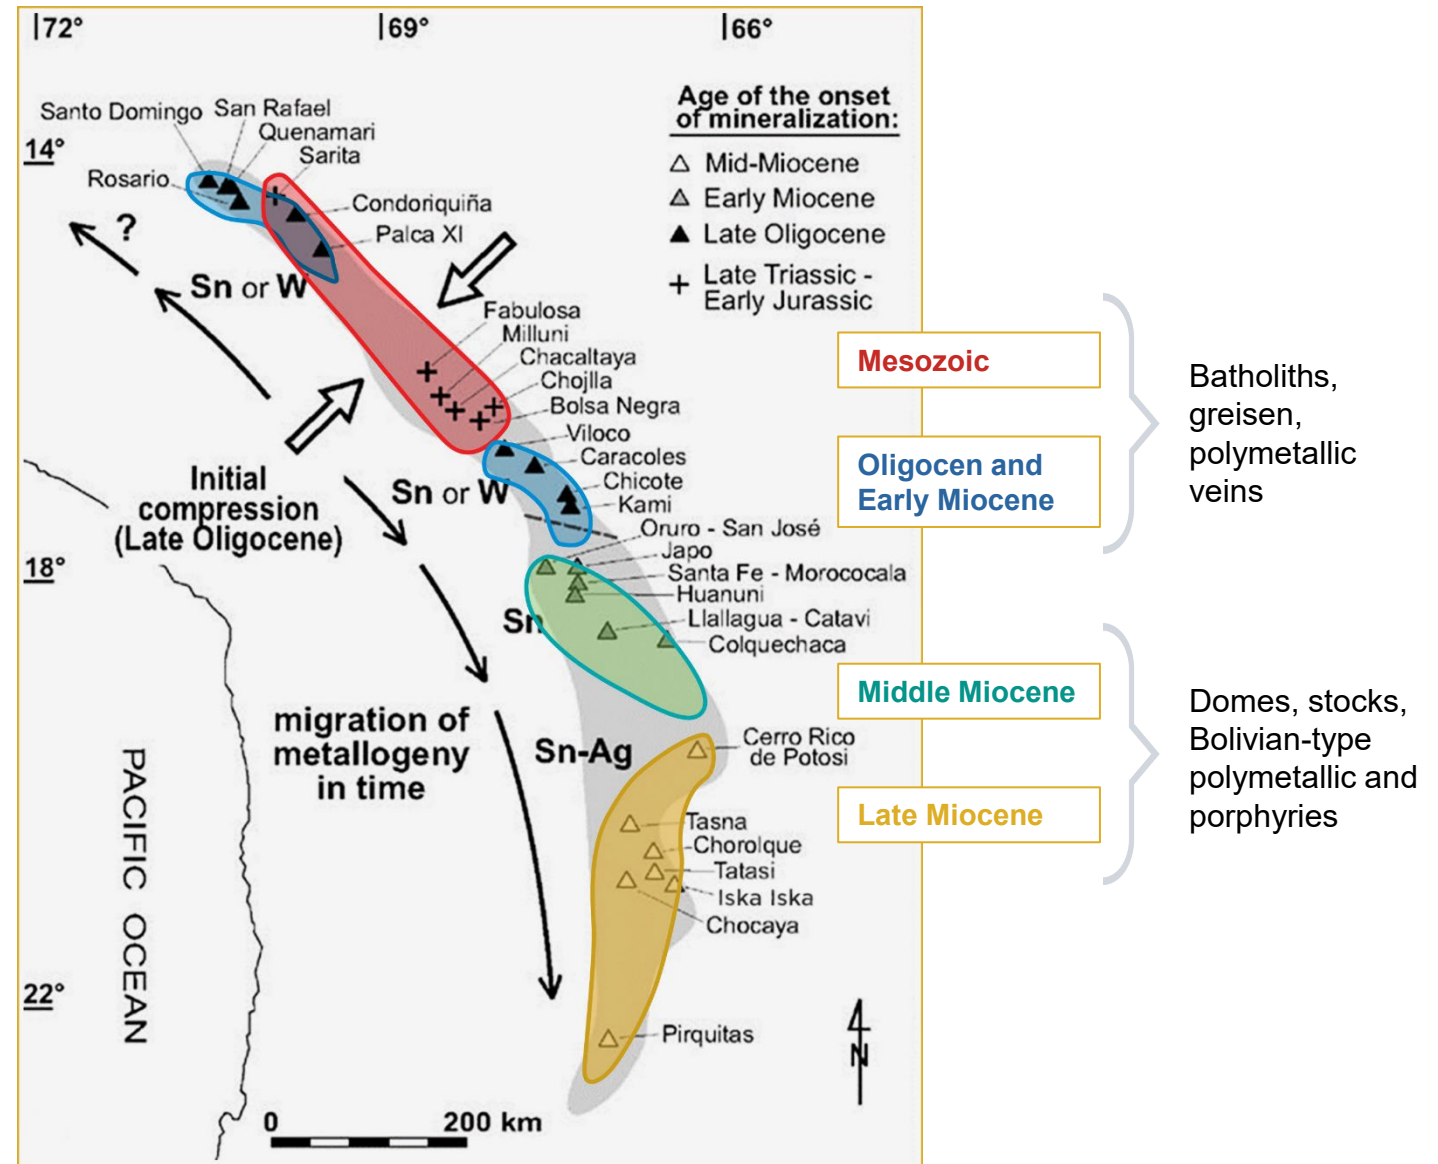 72°
69°
66°
Age of the onset
of mineralization:
Mid-Miocene
Early Miocene
Late Oligocene
Late Triassic -
Early Jurassic
14°
18°
22°
Santo Domingo
San Rafael
Quenamari
Sarita
Rosario
Condoriquiña
Palca XI
?
Sn or W
Fabulosa
Milluni
Chacaltaya
Chojlla
Bolsa Negra
Viloco
Caracoles
Chicote
Kami
Initial
compression
(Late Oligocene)
Sn or W
Oruro - San José
Japo
Santa Fe - Morococala
Huanuni
Llallagua - Catavi
Colquechaca
Sn
migration of
metallogeny
in time
Sn-Ag
Cerro Rico
de Potosi
Tasna
Chorolque
Tatasi
Iska Iska
Chocaya
Pirquitas
PACIFIC OCEAN
N
0
200 km
Mesozoic
Oligocen and
Early Miocene
Middle Miocene
Late Miocene
Batholiths,
greisen,
polymetallic
veins
Domes, stocks,
Bolivian-type
polymetallic and
porphyries